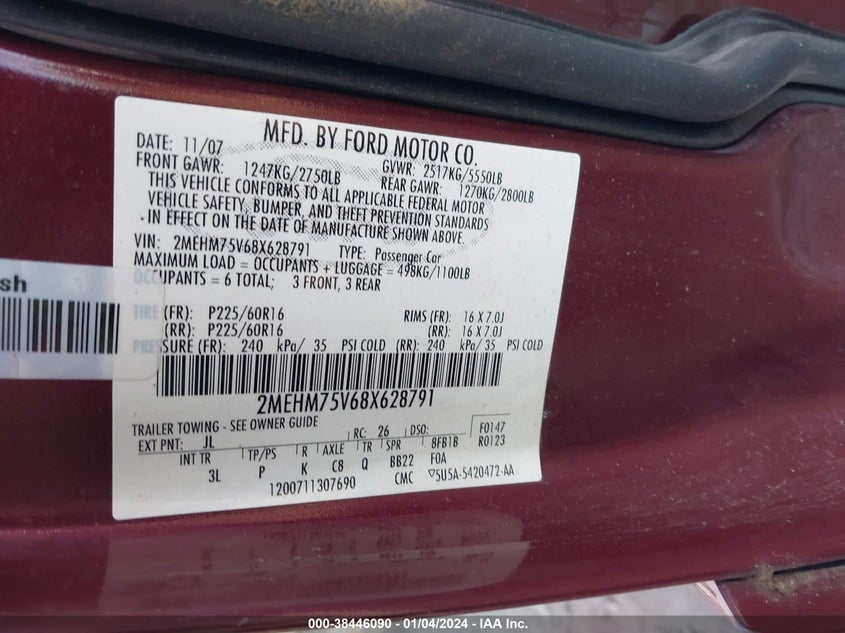 MFD. BY FORD MOTOR CO.
DATE: 11/07 GVWR: 2517KG/5550LB
FRONT GAWR: 1247KG/2750LB REAR GAWR: 1270KG/2800LB
THIS VEHICLE CONFORMS TO ALL APPLICABLE FEDERAL MOTOR
VEHICLE SAFETY, BUMPER, AND THEFT PREVENTION STANDARDS
IN EFFECT ON THE DATE OF MANUFACTURE SHOWN ABOVE.
VIN: 2MEHM75V68X628791 TYPE: Passenger Car
MAXIMUM LOAD = OCCUPANTS + LUGGAGE = 498KG/1100LB
OCCUPANTS = 6 TOTAL; 3 FRONT, 3 REAR
sh
TIRE (FR): P225/60R16 RIMS (FR): 16 X 7.0J
(RR): P225/60R16 (RR): 16 X 7.0J
PRESSURE (FR): 240 kPa/ 35 PSI COLD (RR): 240 kPa/ 35 PSI COLD
2MEHM75V68X628791
TRAILER TOWING - SEE OWNER GUIDE
EXT PNT: JL RC: 26 DSO: F0147
R0123
INT TR TP/PS R AXLE TR SPR 8FB1B
3L P K C8 Q BB22 FOA
1200711307690 CMC ▽5U5A-5420472-AA
000-38446090 - 01/04/2024 - IAA Inc.